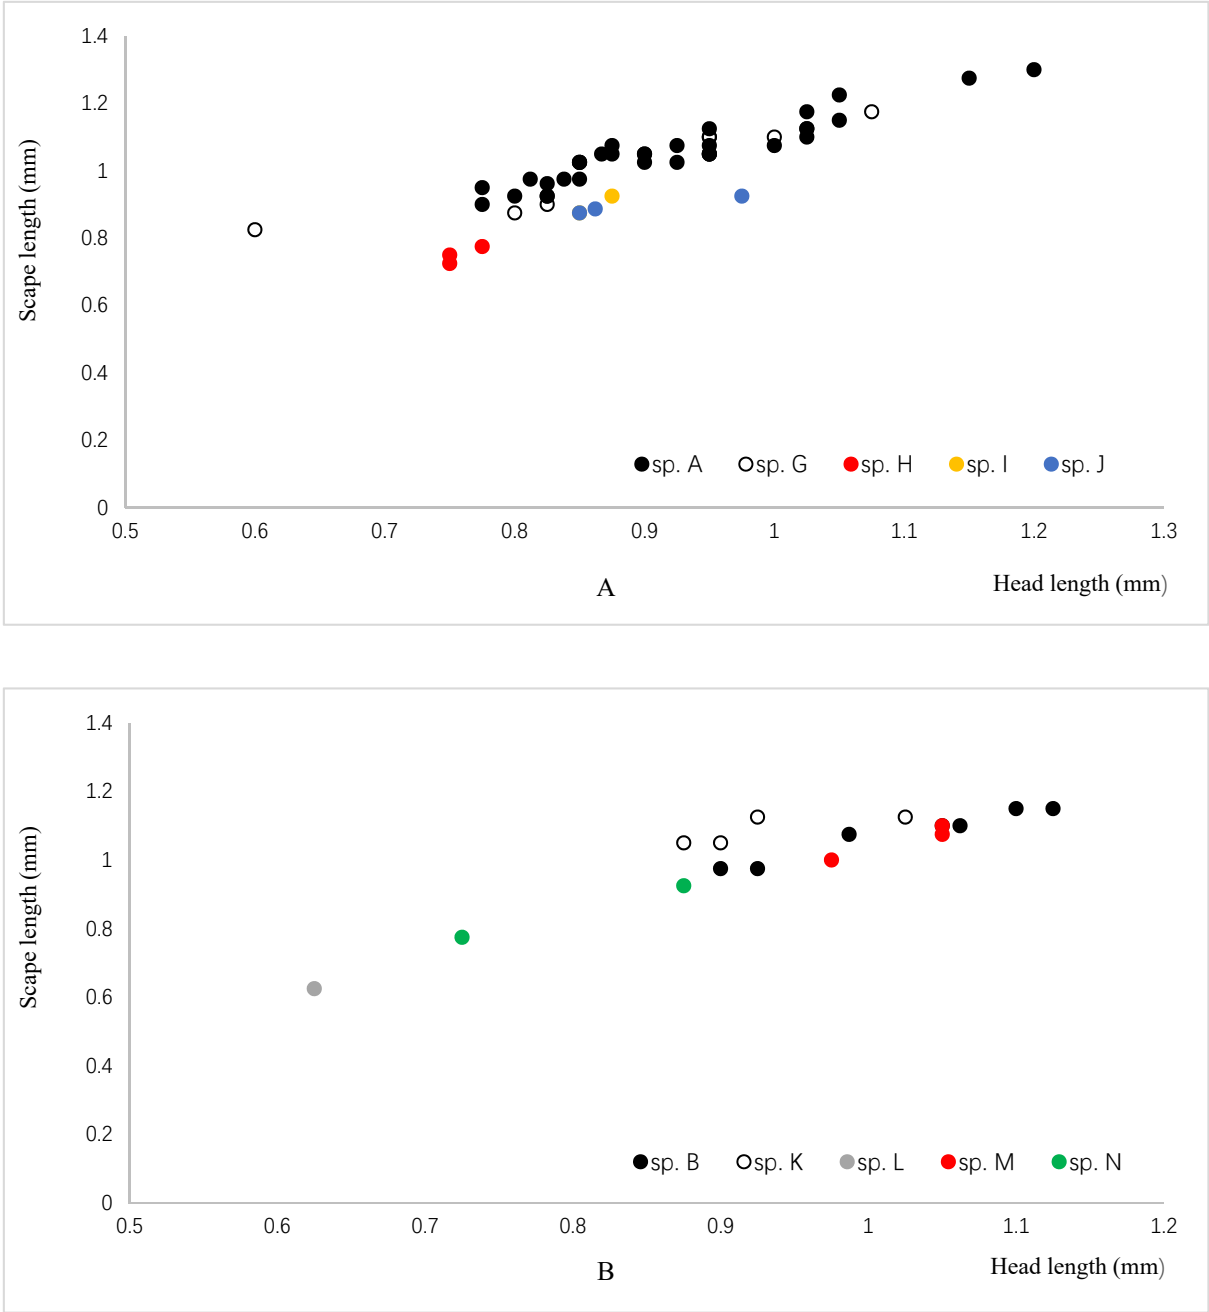 1.4
1.2
1
0.8
0.6
0.4
0.2
0
Scape length (mm)
sp. A sp. G sp. H sp. I sp. J
0.5 0.6 0.7 0.8 0.9 1 1.1 1.2 1.3
Head length (mm)
A
1.4
1.2
1
0.8
0.6
0.4
0.2
0
Scape length (mm)
sp. B sp. K sp. L sp. M sp. N
0.5 0.6 0.7 0.8 0.9 1 1.1 1.2
Head length (mm)
B